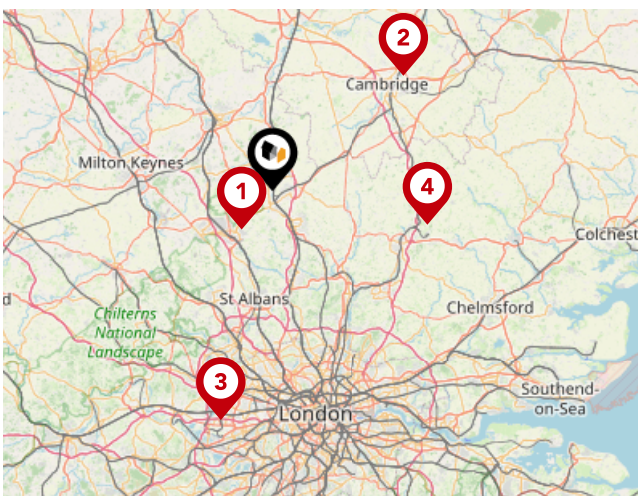 2
Cambridge
Milton Keynes
1
4
Colchest
St Albans
d
Chelmsford
Chilterns
National
Landscape
3
Southend-
on-Sea
London